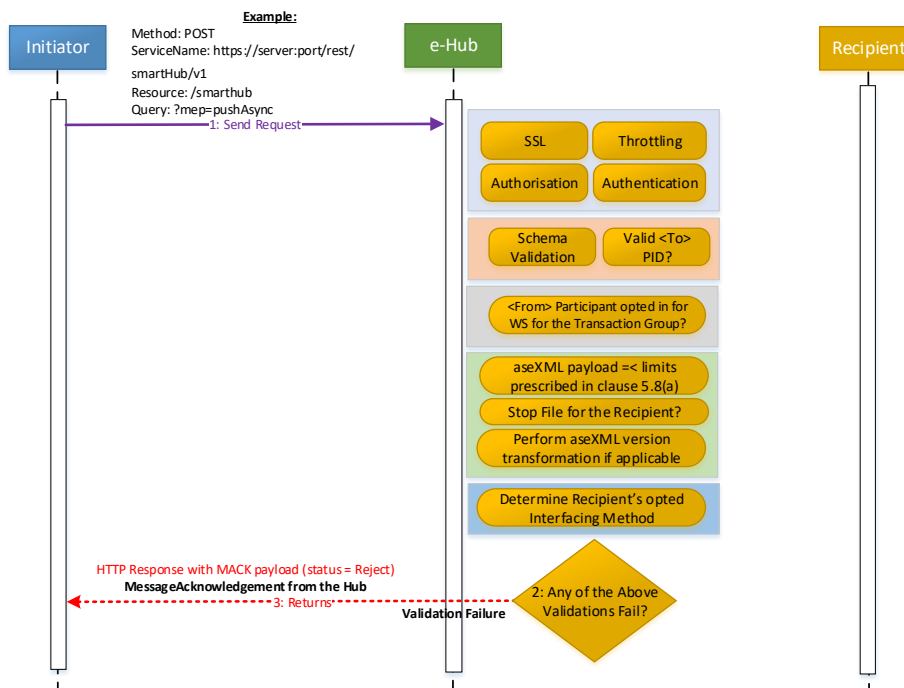 Example:
Method: POST
ServiceName: https://server:port/rest/
smartHub/v1
Resource: /smarthub
Query: ?mep=pushAsync
Initiator
e-Hub
Recipient
1: Send Request
SSL
Throttling
Authorisation
Authentication
Schema
Validation
Valid <To>
PID?
<From> Participant opted in for
WS for the Transaction Group?
aseXML payload =< limits
prescribed in clause 5.8(a)
Stop File for the Recipient?
Perform aseXML version
transformation if applicable
Determine Recipient's opted
Interfacing Method
HTTP Response with MACK payload (status = Reject)
MessageAcknowledgement from the Hub
3: Returns
Validation Failure
2: Any of the Above
Validations Fail?